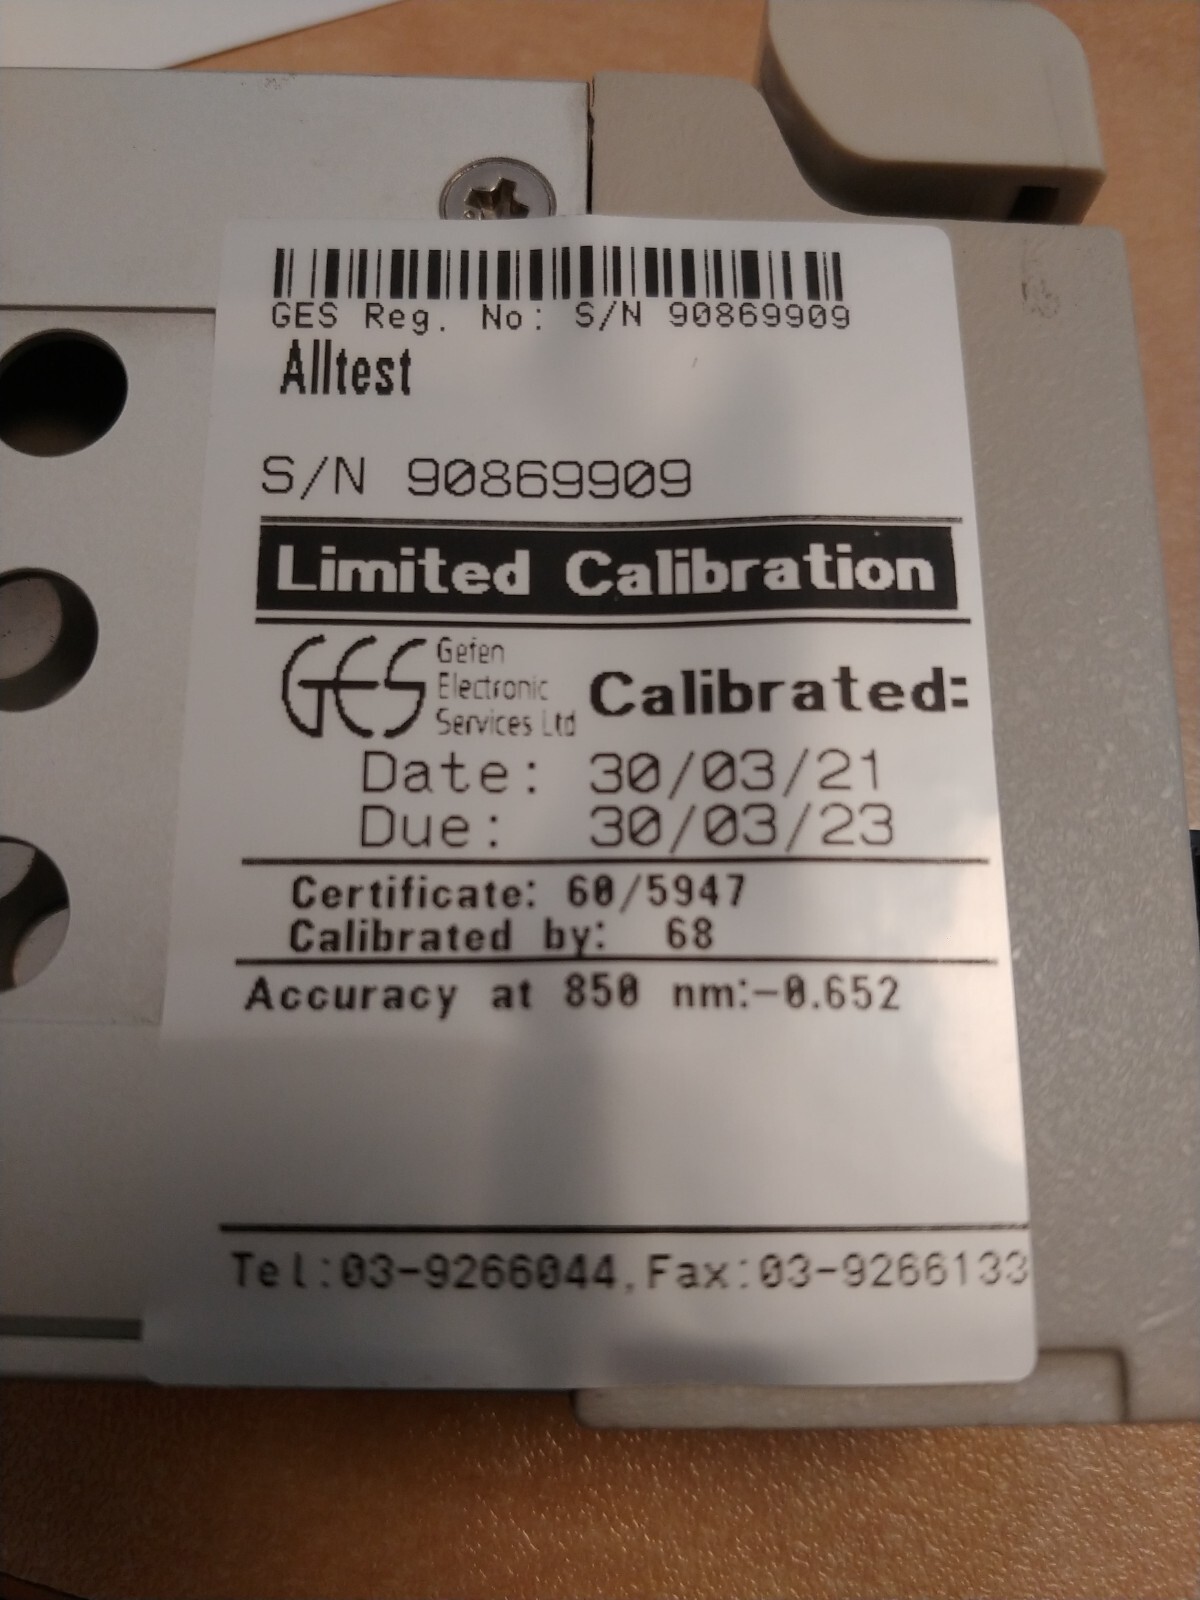 GES Reg. No: S/N 90869909
Alltest
S/N 90869909
Limited Calibration
GES
Gefen
Electronic
Services Ltd
Calibrated:
Date: 30/03/21
Due: 30/03/23
Certificate: 60/5947
Calibrated by: 68
Accuracy at 850 nm:-0.652
Tel:03-9266044,Fax:03-9266133